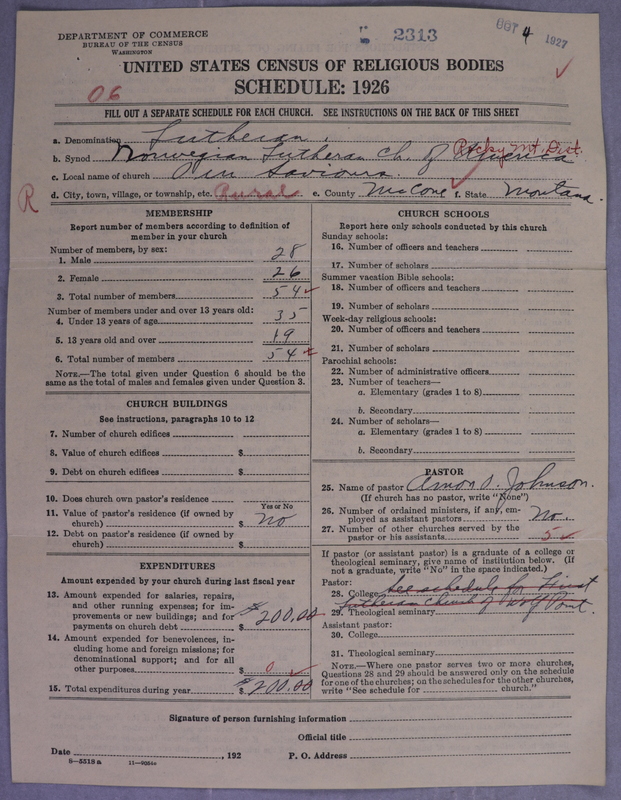 DEPARTMENT OF COMMERCE
BUREAU OF THE CENSUS
WASHINGTON
2313
OCT 4 1927
UNITED STATES CENSUS OF RELIGIOUS BODIES
SCHEDULE: 1926
06
FILL OUT A SEPARATE SCHEDULE FOR EACH CHURCH. SEE INSTRUCTIONS ON THE BACK OF THIS SHEET
a. Denomination Lutheran.
b. Synod Norwegian Lutheran Ch. of America Rocky Mt. Dist.
c. Local name of church Our Saviours.
R
d. City, town, village, or township, etc. Rural e. County McCone f. State Montana.
MEMBERSHIP
Report number of members according to definition of
member in your church
Number of members, by sex:
1. Male 28
2. Female 26
3. Total number of members 54
Number of members under and over 13 years old:
4. Under 13 years of age 35
5. 13 years old and over 19
6. Total number of members 54
NOTE.—The total given under Question 6 should be
same as the total of males and females given under Question 3.
CHURCH BUILDINGS
See instructions, paragraphs 10 to 12
7. Number of church edifices
8. Value of church edifices $
9. Debt on church edifices $
10. Does church own pastor's residence
Yes or No
11. Value of pastor's residence (if owned by
church) $ no
12. Debt on pastor's residence (if owned by
church) $
EXPENDITURES
Amount expended by your church during last fiscal year
13. Amount expended for salaries, repairs,
and other running expenses; for im-
provements or new buildings; and for
payments on church debt $ 200.00
14. Amount expended for benevolences, in-
cluding home and foreign missions; for
denominational support; and for all
other purposes $ 0
15. Total expenditures during year $ 200.00
CHURCH SCHOOLS
Report here only schools conducted by this church
Sunday schools:
16. Number of officers and teachers
17. Number of scholars
Summer vacation Bible schools:
18. Number of officers and teachers
19. Number of scholars
Week-day religious schools:
20. Number of officers and teachers
21. Number of scholars
Parochial schools:
22. Number of administrative officers
23. Number of teachers—
a. Elementary (grades 1 to 8)
b. Secondary
24. Number of scholars—
a. Elementary (grades 1 to 8)
b. Secondary
PASTOR
25. Name of pastor O. Johnson.
(If church has no pastor, write "None")
26. Number of ordained ministers, if any, em-
ployed as assistant pastors No.
27. Number of other churches served by the
pastor or his assistants 5
If pastor (or assistant pastor) is a graduate of a college or
theological seminary, give name of institution below. (If
not a graduate, write "No" in the space indicated.)
Pastor:
28. College See schedule for First
Lutheran Church of Wolf Point.
29. Theological seminary
Assistant pastor:
30. College
31. Theological seminary
NOTE.—Where one pastor serves two or more churches,
Questions 28 and 29 should be answered only on the schedule
for one of the churches; on the schedules for the other churches,
write "See schedule for church."
Signature of person furnishing information
Official title
Date , 192 P. O. Address
8-5518 a 11-9034